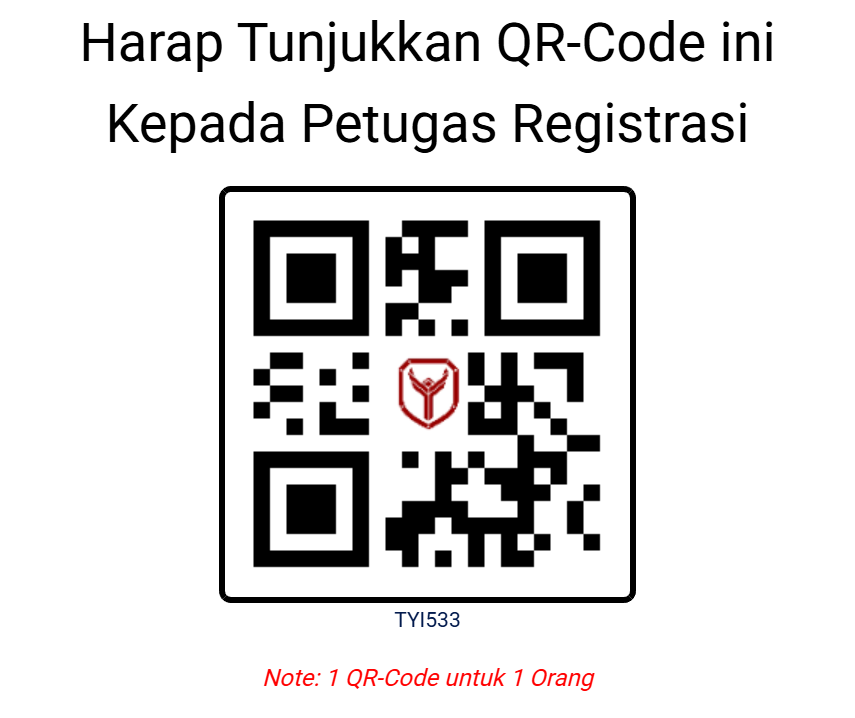 Harap Tunjukkan QR-Code ini
Kepada Petugas Registrasi
TYI533
Note: 1 QR-Code untuk 1 Orang